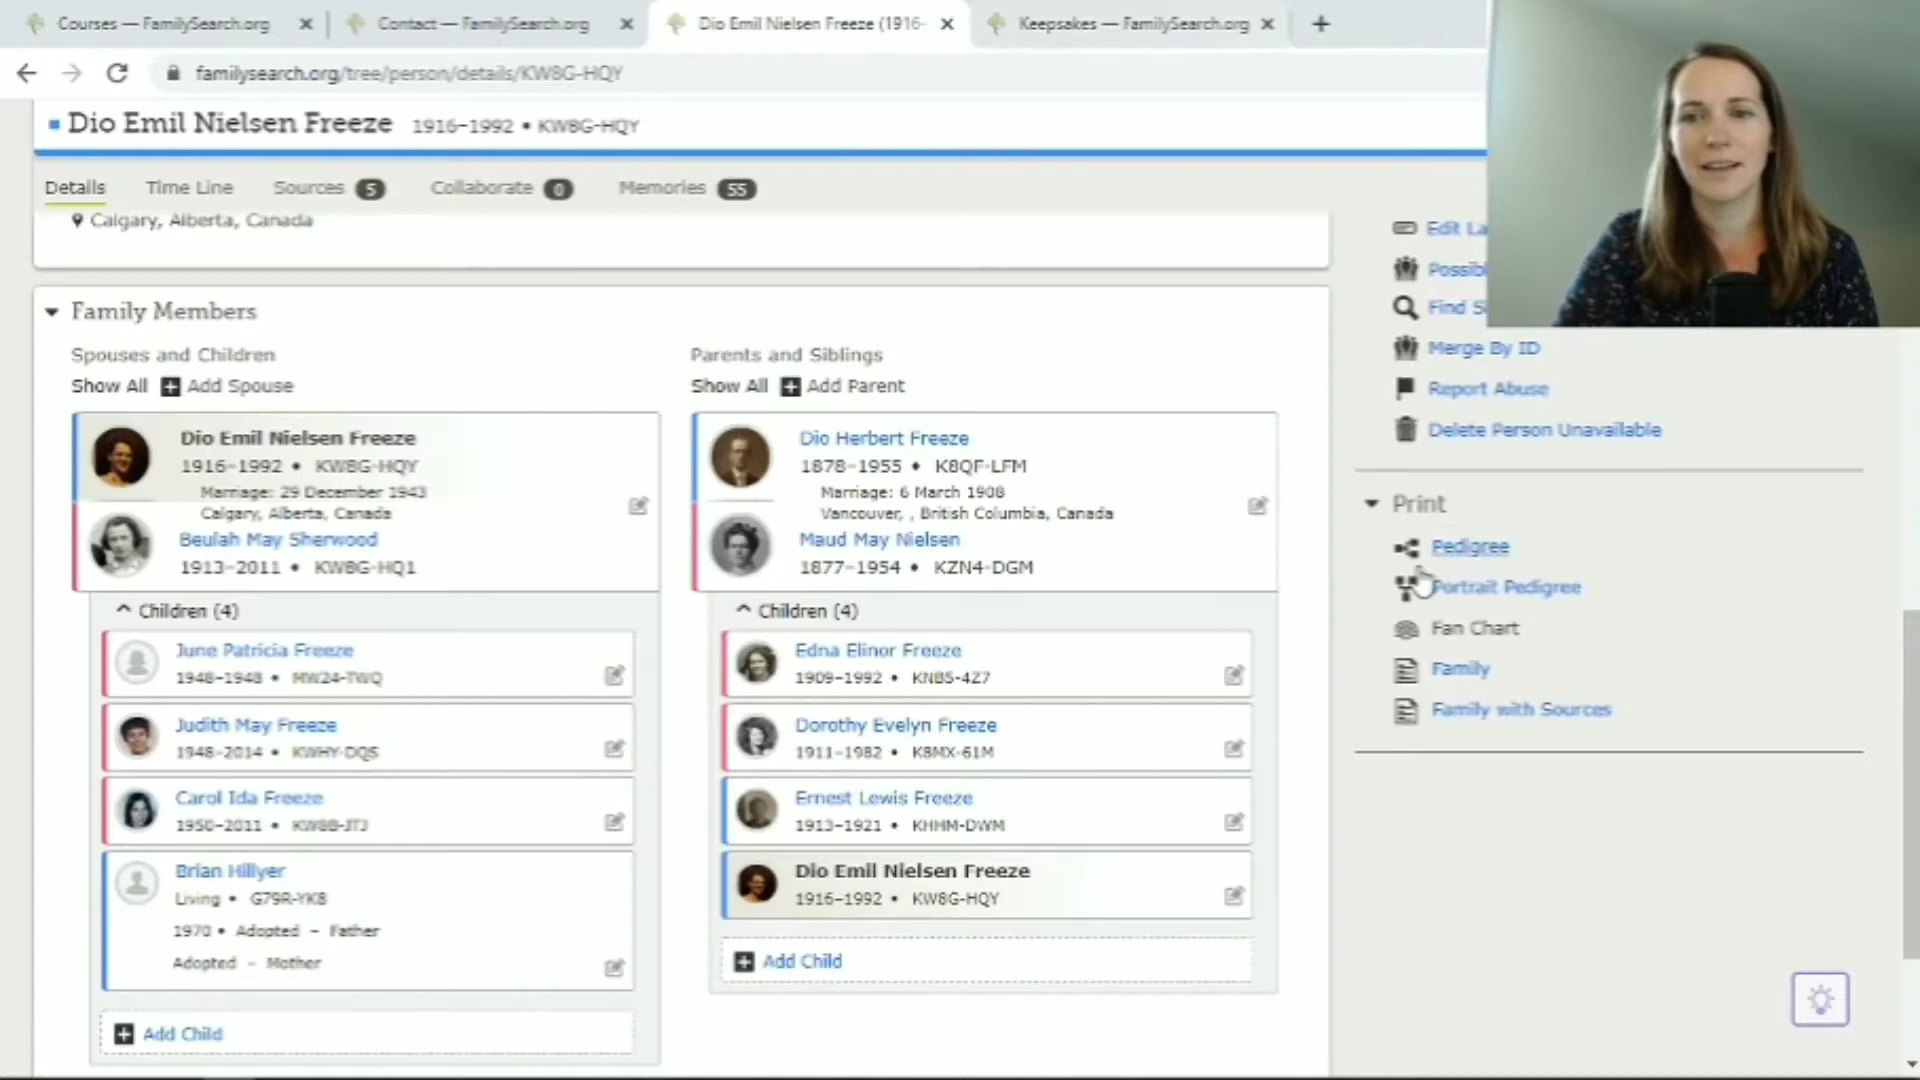 Courses — FamilySearch.org
Contact — FamilySearch.org
Dio Emil Nielsen Freeze (1916-
Keepsakes — FamilySearch.org
familysearch.org/tree/person/details/KW8G-HQY
Dio Emil Nielsen Freeze 1916–1992 • KW8G-HQY
Details Time Line Sources 5 Collaborate 0 Memories 55
Calgary, Alberta, Canada
Family Members
Spouses and Children
Show All Add Spouse
Dio Emil Nielsen Freeze
1916–1992 • KW8G-HQY
Marriage: 29 December 1943
Calgary, Alberta, Canada
Beulah May Sherwood
1913–2011 • KW8G-HQ1
Children (4)
June Patricia Freeze
1948–1948 • MW24-TWQ
Judith May Freeze
1948–2014 • KWHY-DQS
Carol Ida Freeze
1950–2011 • KW8B-JTJ
Brian Hillyer
Living • G79R-YK8
1970 • Adopted – Father
Adopted – Mother
Add Child
Parents and Siblings
Show All Add Parent
Dio Herbert Freeze
1878–1955 • K8QF-LFM
Marriage: 6 March 1908
Vancouver, , British Columbia, Canada
Maud May Nielsen
1877–1954 • KZN4-DGM
Children (4)
Edna Elinor Freeze
1909–1992 • KNB5-4Z7
Dorothy Evelyn Freeze
1911–1982 • K8MX-61M
Ernest Lewis Freeze
1913–1921 • KHHM-DWM
Dio Emil Nielsen Freeze
1916–1992 • KW8G-HQY
Add Child
Edit La
Possib
Find S
Merge By ID
Report Abuse
Delete Person Unavailable
Print
Pedigree
Portrait Pedigree
Fan Chart
Family
Family with Sources